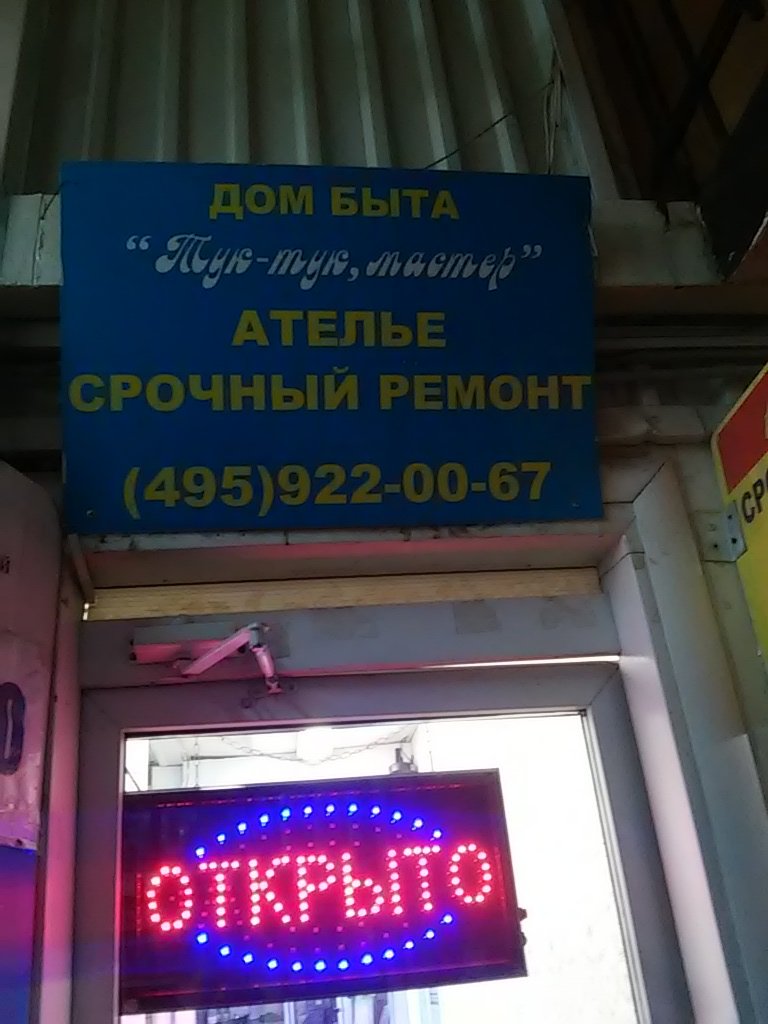 ДОМ БЫТА
“Тук-тук, мастер”
АТЕЛЬЕ
СРОЧНЫЙ РЕМОНТ
(495)922-00-67
ОТКРЫТО